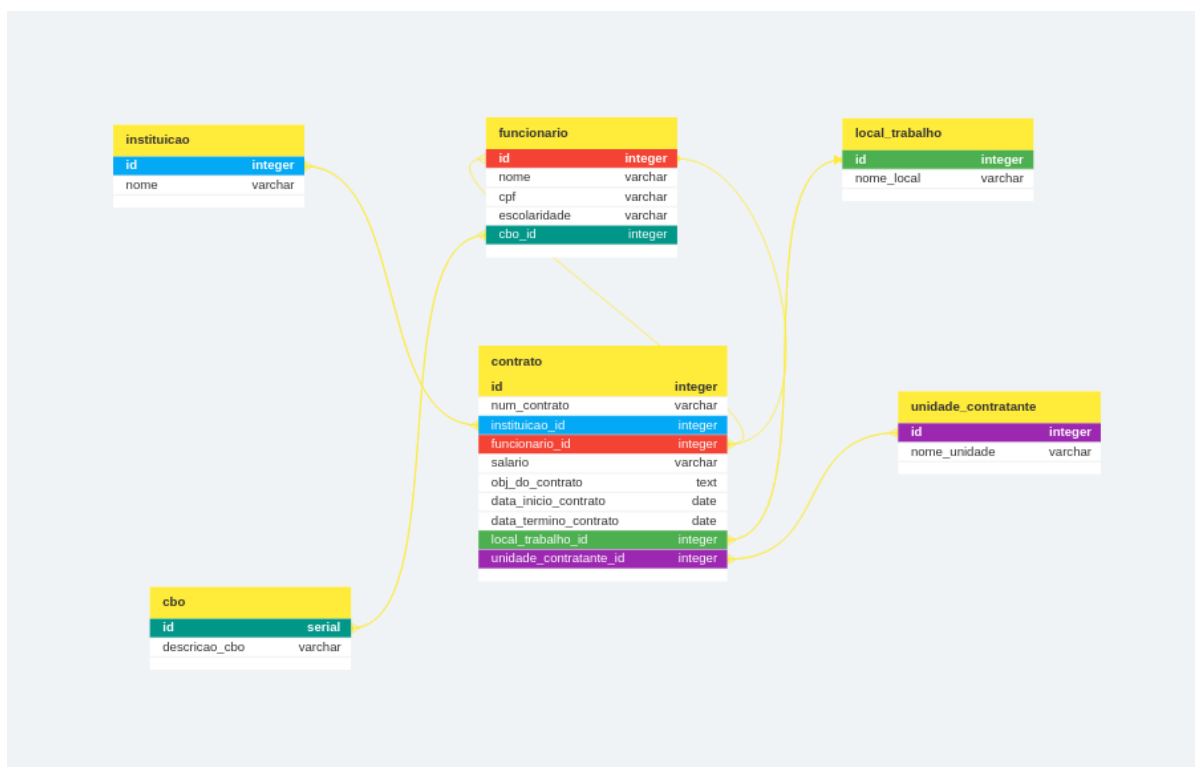 instituicao
id integer
nome varchar
funcionario
id integer
nome varchar
cpf varchar
escolaridade varchar
cbo_id integer
local_trabalho
id integer
nome_local varchar
contrato
id integer
num_contrato varchar
instituicao_id integer
funcionario_id integer
salario varchar
obj_do_contrato text
data_inicio_contrato date
data_termino_contrato date
local_trabalho_id integer
unidade_contratante_id integer
unidade_contratante
id integer
nome_unidade varchar
cbo
id serial
descricao_cbo varchar